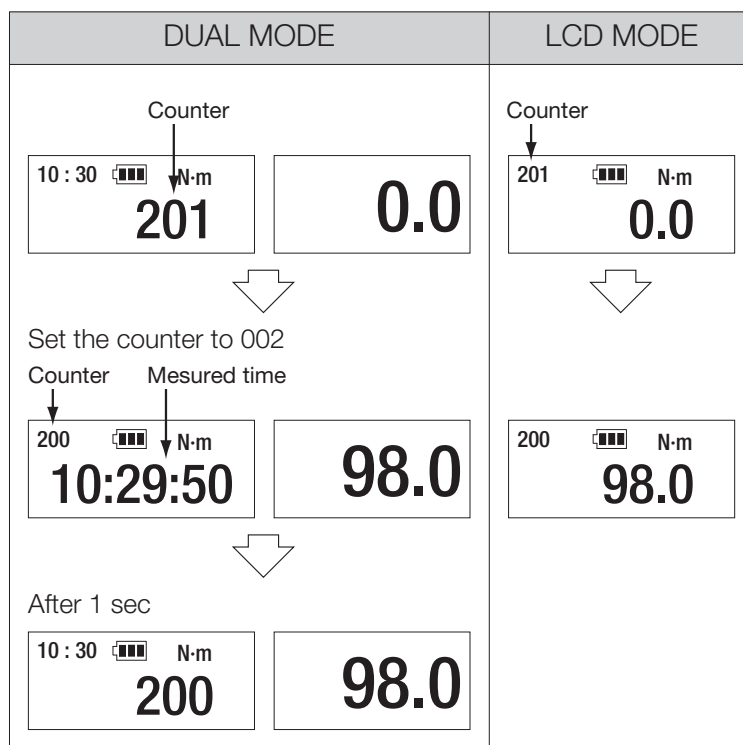 DUAL MODE
LCD MODE
Counter
10 : 30 N·m
201
0.0
Counter
201 N·m
0.0
Set the counter to 002
Counter Mesured time
200 N·m
10:29:50
98.0
200 N·m
98.0
After 1 sec
10 : 30 N·m
200
98.0